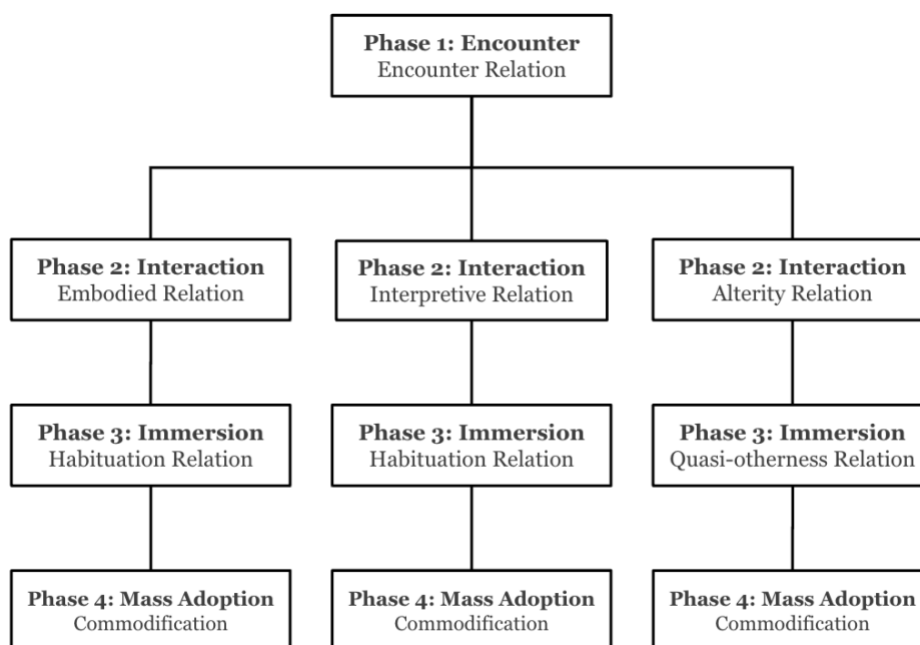 Phase 1: Encounter
Encounter Relation
Phase 2: Interaction
Embodied Relation
Phase 2: Interaction
Interpretive Relation
Phase 2: Interaction
Alterity Relation
Phase 3: Immersion
Habituation Relation
Phase 3: Immersion
Habituation Relation
Phase 3: Immersion
Quasi-otherness Relation
Phase 4: Mass Adoption
Commodification
Phase 4: Mass Adoption
Commodification
Phase 4: Mass Adoption
Commodification